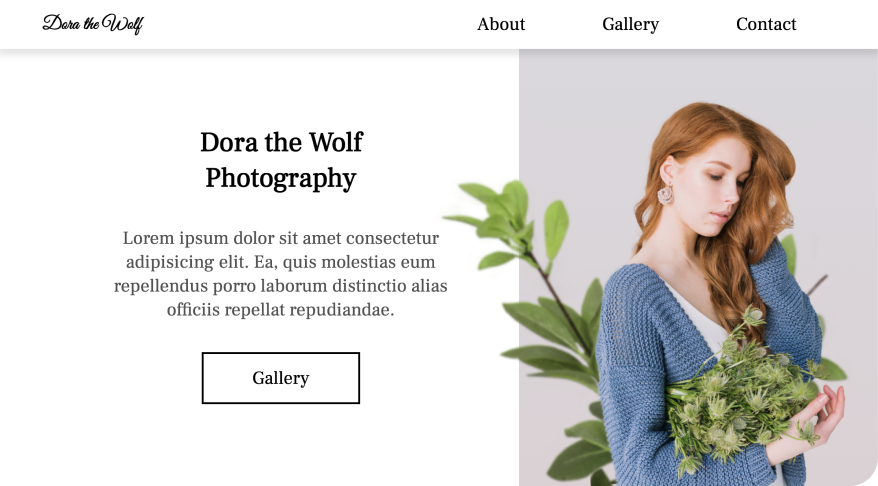 Dora the Wolf
About
Gallery
Contact
Dora the Wolf
Photography
Lorem ipsum dolor sit amet consectetur
adipisicing elit. Ea, quis molestias eum
repellendus porro laborum distinctio alias
officiis repellat repudiandae.
Gallery